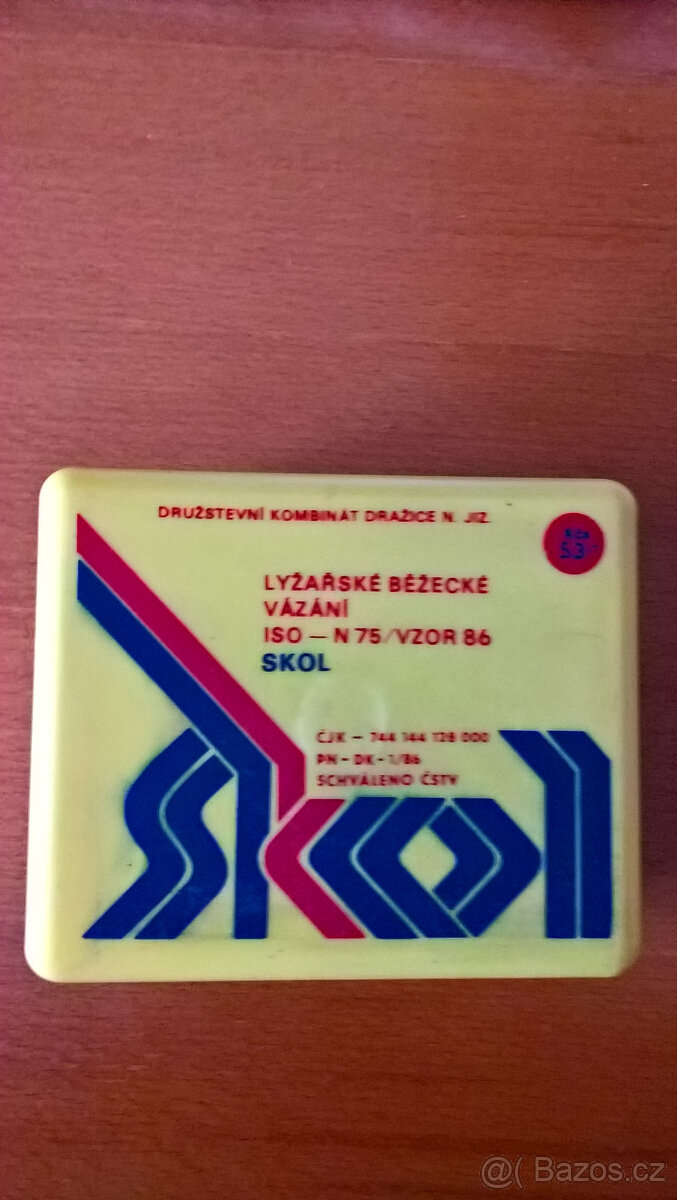 DRUŽSTEVNÍ KOMBINÁT DRAŽICE N. JIZ.
Kčs
53,-
LYŽAŘSKÉ BĚŽECKÉ
VÁZÁNÍ
ISO — N 75/VZOR 86
SKOL
ČJK — 744 144 128 000
PN - DK - 1/86
SCHVÁLENO ČSTV
skol
@( Bazos.cz